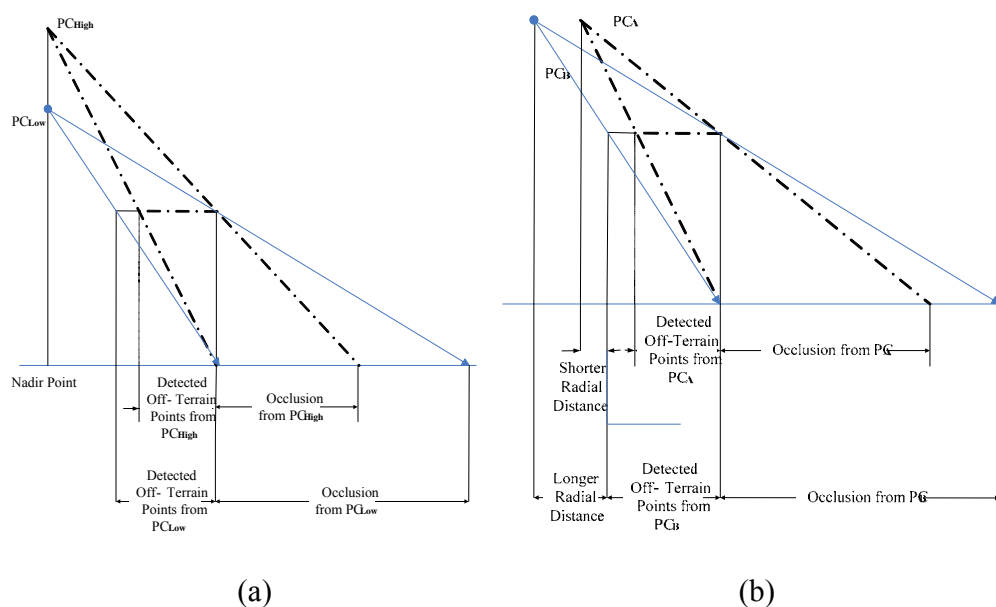 PCHigh
PCLow
Nadir Point
Detected
Off- Terrain
Points from
PCHigh
Occlusion
from PCHigh
Detected
Off- Terrain
Points from
PCLow
Occlusion
from PCLow
(a)
PCA
PCB
Detected
Off-Terrain
Points from
PCA
Occlusion from PCA
Shorter
Radial
Distance
Longer
Radial
Distance
Detected
Off- Terrain
Points from
PCB
Occlusion from PCB
(b)